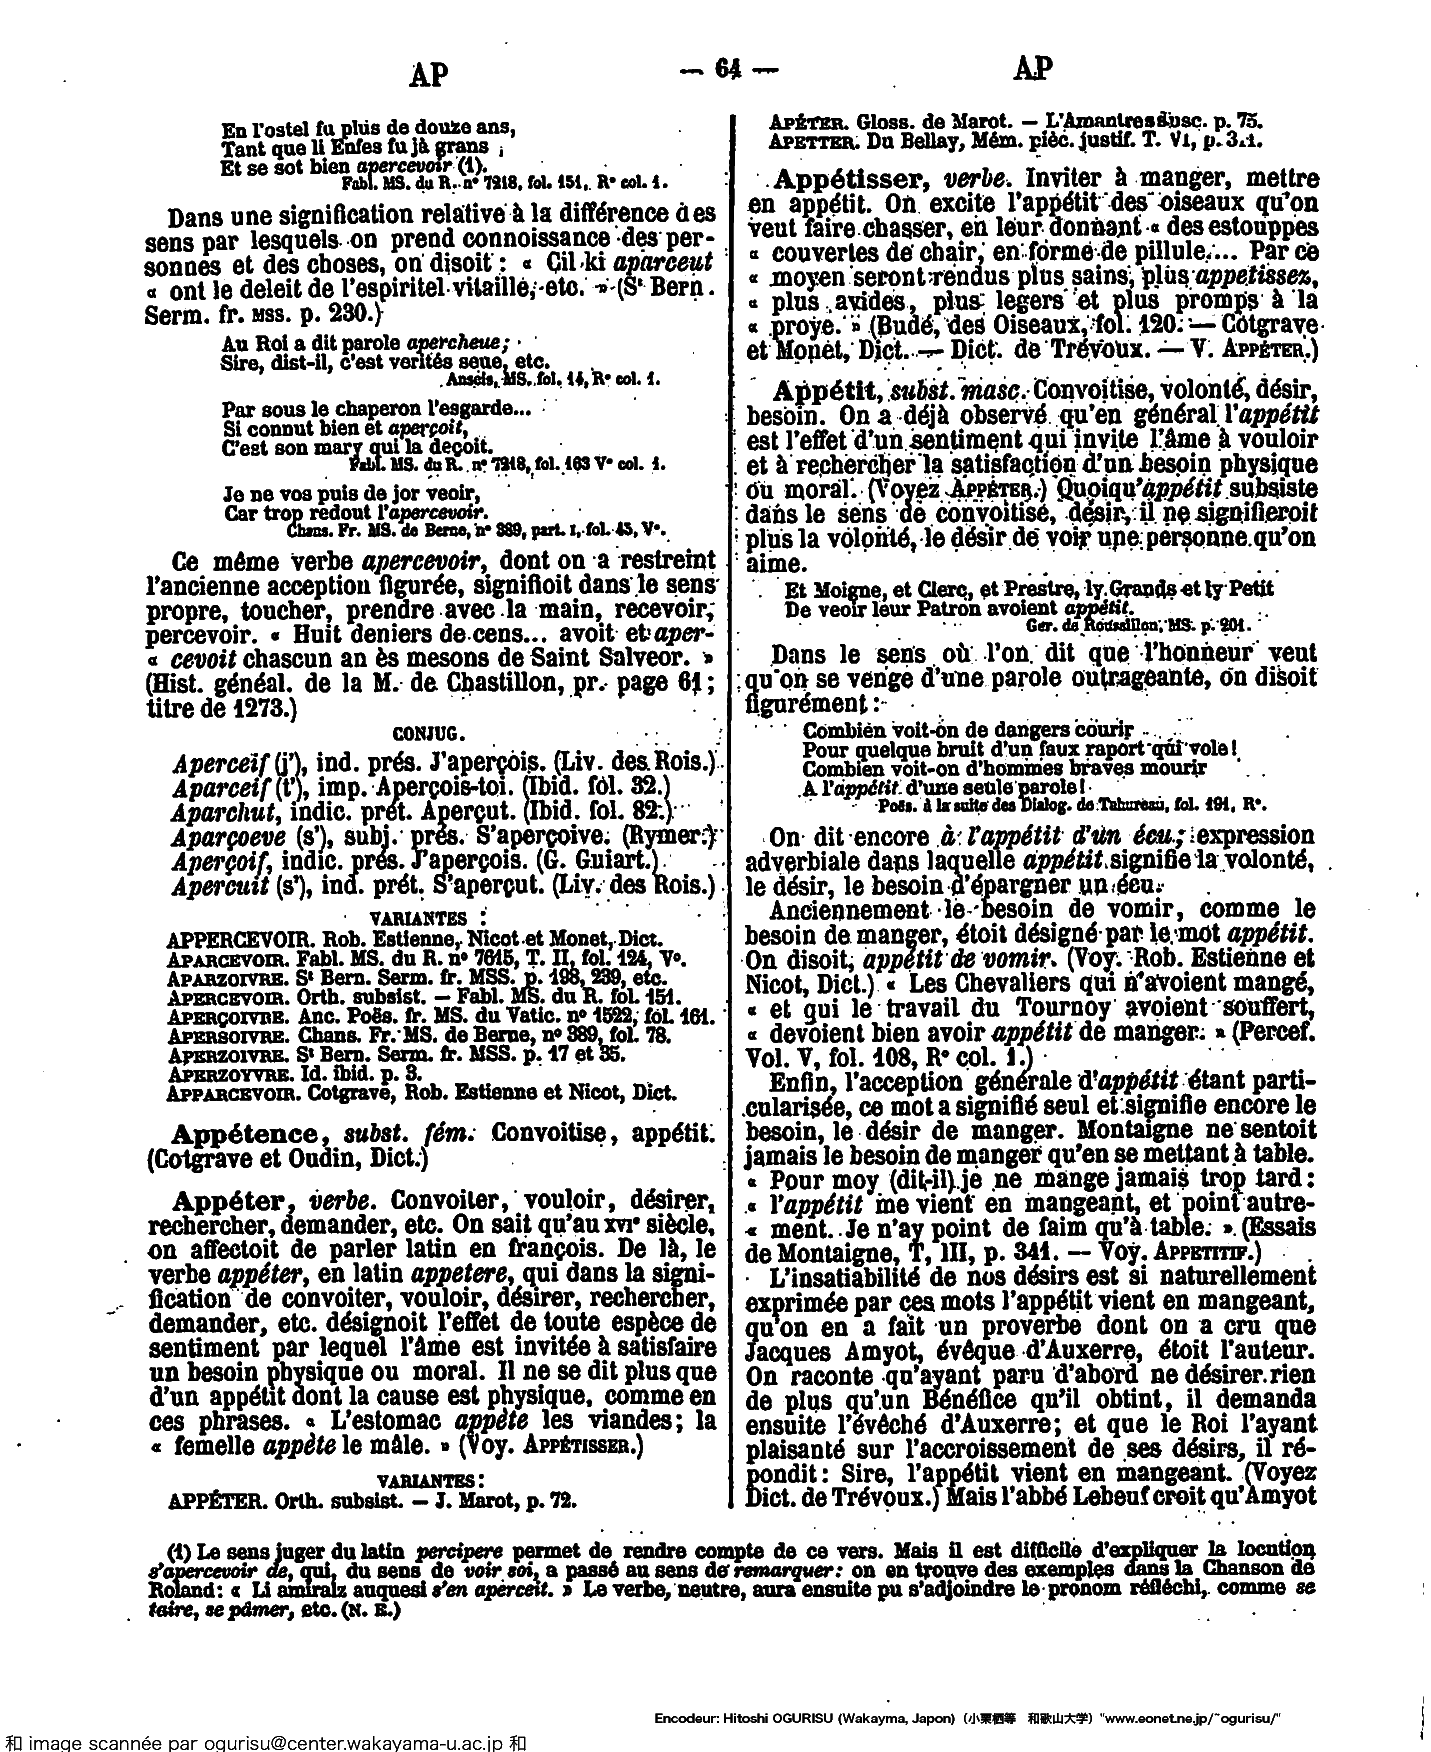 AP
— 64 —
AP
En l'ostel fu plus de douze ans,
Tant que li Enfes fu jà grans ;
Et se sot bien apercevoir (1).
Fabl. MS. du R. n° 7218, fol. 151, R° col. 1.
Dans une signification relative à la différence des
sens par lesquels on prend connoissance des per-
sonnes et des choses, on disoit : « Cil ki aparceut
« ont le deleit de l'espiritel vitaille, etc. » (St Bern.
Serm. fr. MSS. p. 230.)
Au Roi a dit parole apercheue;
Sire, dist-il, c'est verités seue, etc.
Anseis, MS. fol. 14, R° col. 1.
Par sous le chaperon l'esgarde...
Si connut bien et aperçoit,
C'est son mary qui la deçoit.
Fabl. MS. du R. n° 7218, fol. 163 V° col. 1.
Je ne vos puis de jor veoir,
Car trop redout l'apercevoir.
Chans. Fr. MS. de Berne, n° 389, part. 1, fol. 45, V°.
Ce même verbe apercevoir, dont on a restreint
l'ancienne acception figurée, signifioit dans le sens
propre, toucher, prendre avec la main, recevoir,
percevoir. « Huit deniers de cens... avoit et aper-
« cevoit chascun an ès mesons de Saint Salveor. »
(Hist. généal. de la M. de Chastillon, pr. page 61 ;
titre de 1273.)
CONJUG.
Aperceif (j'), ind. prés. J'aperçois. (Liv. des Rois.)
Aparceif (t'), imp. Aperçois-toi. (Ibid. fol. 32.)
Aparchut, indic. prét. Aperçut. (Ibid. fol. 82.)
Aparçoeve (s'), subj. prés. S'aperçoive. (Rymer.)
Aperçoif, indic. prés. J'aperçois. (G. Guiart.)
Apercuit (s'), ind. prét. S'aperçut. (Liv. des Rois.)
VARIANTES :
APPERCEVOIR. Rob. Estienne, Nicot et Monet, Dict.
APARCEVOIR. Fabl. MS. du R. n° 7615, T. II, fol. 124, V°.
APARZOIVRE. St Bern. Serm. fr. MSS. p. 198, 239, etc.
APERCEVOIR. Orth. subsist. — Fabl. MS. du R. fol. 151.
APERÇOIVRE. Anc. Poës. fr. MS. du Vatic. n° 1522, fol. 161.
APERSOIVRE. Chans. Fr. MS. de Berne, n° 389, fol. 78.
APERZOIVRE. St Bern. Serm. fr. MSS. p. 17 et 35.
APERZOYVRE. Id. ibid. p. 3.
APPARCEVOIR. Cotgrave, Rob. Estienne et Nicot, Dict.
Appétence, subst. fém. Convoitise, appétit.
(Cotgrave et Oudin, Dict.)
Appéter, verbe. Convoiter, vouloir, désirer,
rechercher, demander, etc. On sait qu'au XVIe siècle,
on affectoit de parler latin en françois. De là, le
verbe appéter, en latin appetere, qui dans la signi-
fication de convoiter, vouloir, désirer, rechercher,
demander, etc. désignoit l'effet de toute espèce de
sentiment par lequel l'âme est invitée à satisfaire
un besoin physique ou moral. Il ne se dit plus que
d'un appétit dont la cause est physique, comme en
ces phrases. « L'estomac appéte les viandes ; la
« femelle appète le mâle. » (Voy. APPÉTISSER.)
VARIANTES :
APPÉTER. Orth. subsist. — J. Marot, p. 72.
APÉTER. Gloss. de Marot. — L'Amantressusc. p. 75.
APETTER. Du Bellay, Mém. pièc. justif. T. VI, p.
Appétisser, verbe. Inviter à manger, mettre
en appétit. On excite l'appétit des oiseaux qu'on
veut faire chasser, en leur donnant « des estouppes
« couvertes de chair, en forme de pillule.... Par ce
« moyen seront rendus plus sains, plus appetissez,
« plus avides, plus legers et plus promps à la
« proye. » (Budé, des Oiseaux, fol. 120. — Cotgrave
et Monet, Dict. — Dict. de Trévoux. — V. APPÉTER.)
Appétit, subst. masc. Convoitise, volonté, désir,
besoin. On a déjà observé qu'en général l'appétit
est l'effet d'un sentiment qui invite l'âme à vouloir
et à rechercher la satisfaction d'un besoin physique
ou moral. (Voyez APPÉTER.) Quoiqu'appétit subsiste
dans le sens de convoitise, désir, il ne signifieroit
plus la volonté, le désir de voir une personne qu'on
aime.
Et Moigne, et Clerc, et Prestre, ly Grands et ly Petit
De veoir leur Patron avoient appétit.
Ger. de Roussillon, MS. p. 201.
Dans le sens où l'on dit que l'honneur veut
qu'on se venge d'une parole outrageante, on disoit
figurément :
Combien voit-on de dangers courir
Pour quelque bruit d'un faux raport qui vole !
Combien voit-on d'hommes braves mourir
A l'appétit d'une seule parole !
Poës. à la suite des Dialog. de Tahureau, fol. 191, R°.
On dit encore à l'appétit d'un écu ; expression
adverbiale dans laquelle appétit signifie la volonté,
le désir, le besoin d'épargner un écu.
Anciennement le besoin de vomir, comme le
besoin de manger, étoit désigné par le mot appétit.
On disoit, appétit de vomir. (Voy. Rob. Estienne et
Nicot, Dict.) « Les Chevaliers qui n'avoient mangé,
« et qui le travail du Tournoy avoient souffert,
« devoient bien avoir appétit de manger. » (Percef.
Vol. V, fol. 108, R° col. 1.)
Enfin, l'acception générale d'appétit étant parti-
cularisée, ce mot a signifié seul et signifie encore le
besoin, le désir de manger. Montaigne ne sentoit
jamais le besoin de manger qu'en se mettant à table.
« Pour moy (dit-il) je ne mange jamais trop tard :
« l'appétit me vient en mangeant, et point autre-
« ment. Je n'ay point de faim qu'à table. » (Essais
de Montaigne, T, III, p. 341. — Voy. APPETITIF.)
L'insatiabilité de nos désirs est si naturellement
exprimée par ces mots l'appétit vient en mangeant,
qu'on en a fait un proverbe dont on a cru que
Jacques Amyot, évêque d'Auxerre, étoit l'auteur.
On raconte qu'ayant paru d'abord ne désirer rien
de plus qu'un Bénéfice qu'il obtint, il demanda
ensuite l'évêché d'Auxerre ; et que le Roi l'ayant
plaisanté sur l'accroissement de ses désirs, il ré-
pondit : Sire, l'appétit vient en mangeant. (Voyez
Dict. de Trévoux.) Mais l'abbé Lebeuf croit qu'Amyot
(1) Le sens juger du latin percipere permet de rendre compte de ce vers. Mais il est difficile d'expliquer la locution
s'apercevoir de, qui, du sens de voir soi, a passé au sens de remarquer : on en trouve des exemples dans la Chanson de
Roland : « Li amiralz auquesi s'en aperceit. » Le verbe, neutre, aura ensuite pu s'adjoindre le pronom réfléchi, comme se
taire, se pâmer, etc. (N. E.)
Encodeur: Hitoshi OGURISU (Wakayma, Japon) (小栗栖等 和歌山大学) "www.eonet.ne.jp/~ogurisu/"
和 image scannée par ogurisu@center.wakayama-u.ac.jp 和